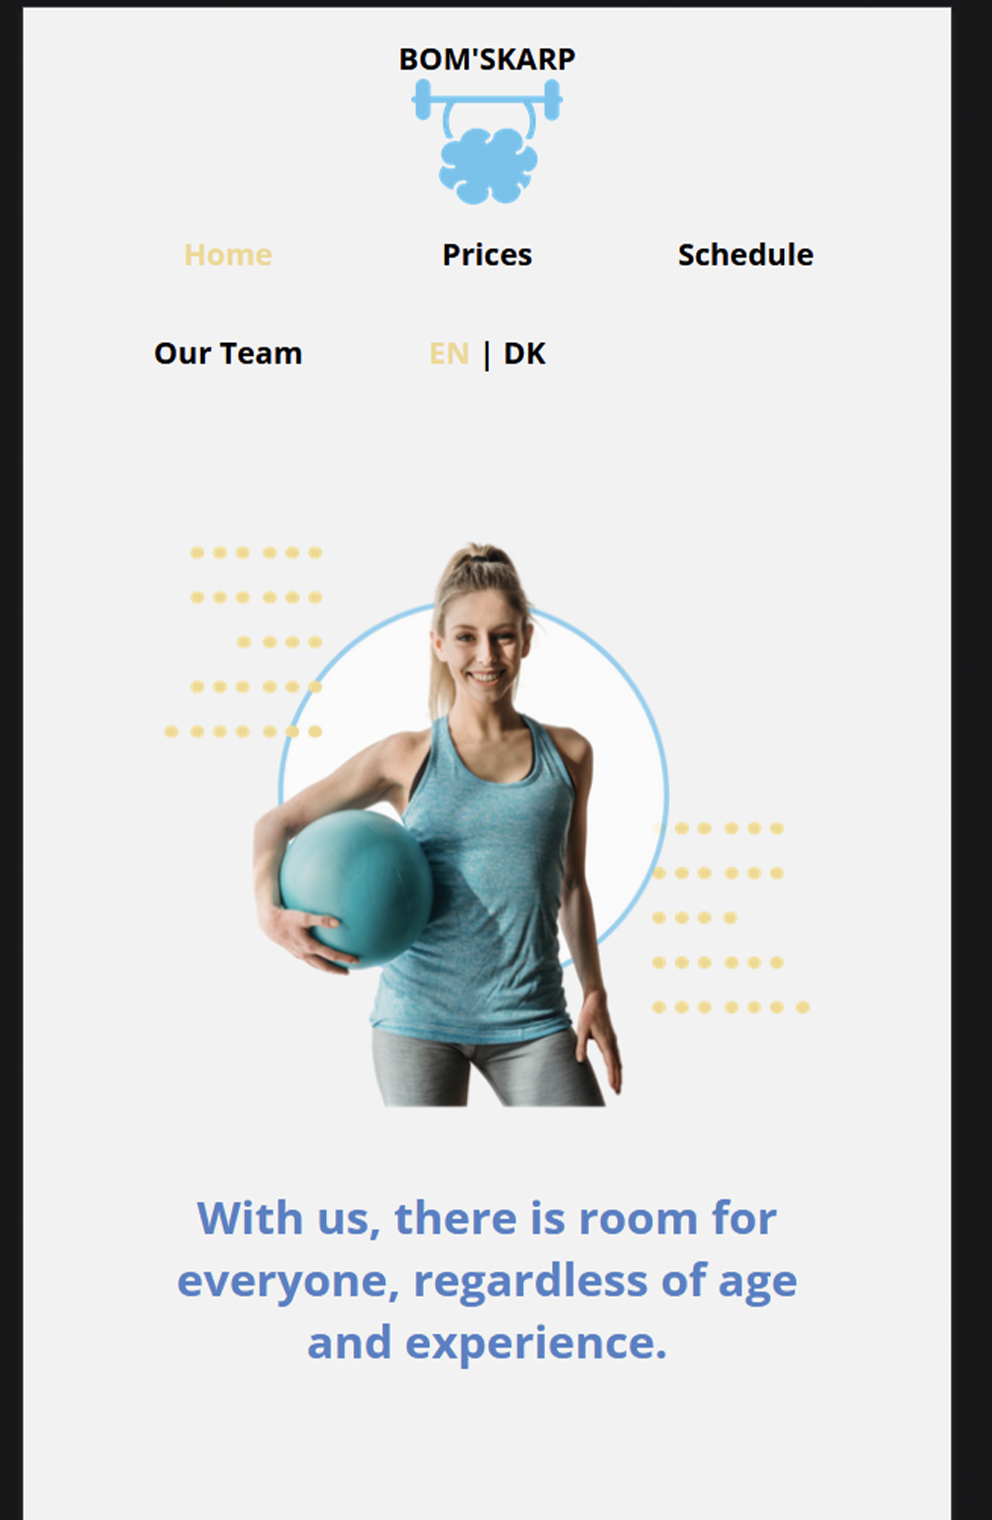 BOM'SKARP
Home Prices Schedule
Our Team EN | DK
With us, there is room for
everyone, regardless of age
and experience.